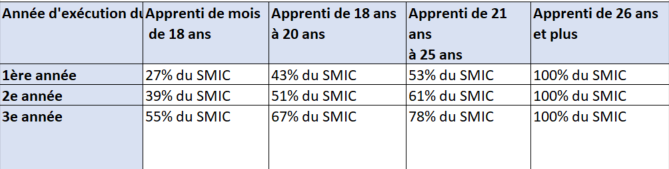 Année d'exécution du Apprenti de mois Apprenti de 18 ans Apprenti de 21 Apprenti de 26 ans
de 18 ans à 20 ans ans et plus
à 25 ans
1ère année 27% du SMIC 43% du SMIC 53% du SMIC 100% du SMIC
2e année 39% du SMIC 51% du SMIC 61% du SMIC 100% du SMIC
3e année 55% du SMIC 67% du SMIC 78% du SMIC 100% du SMIC